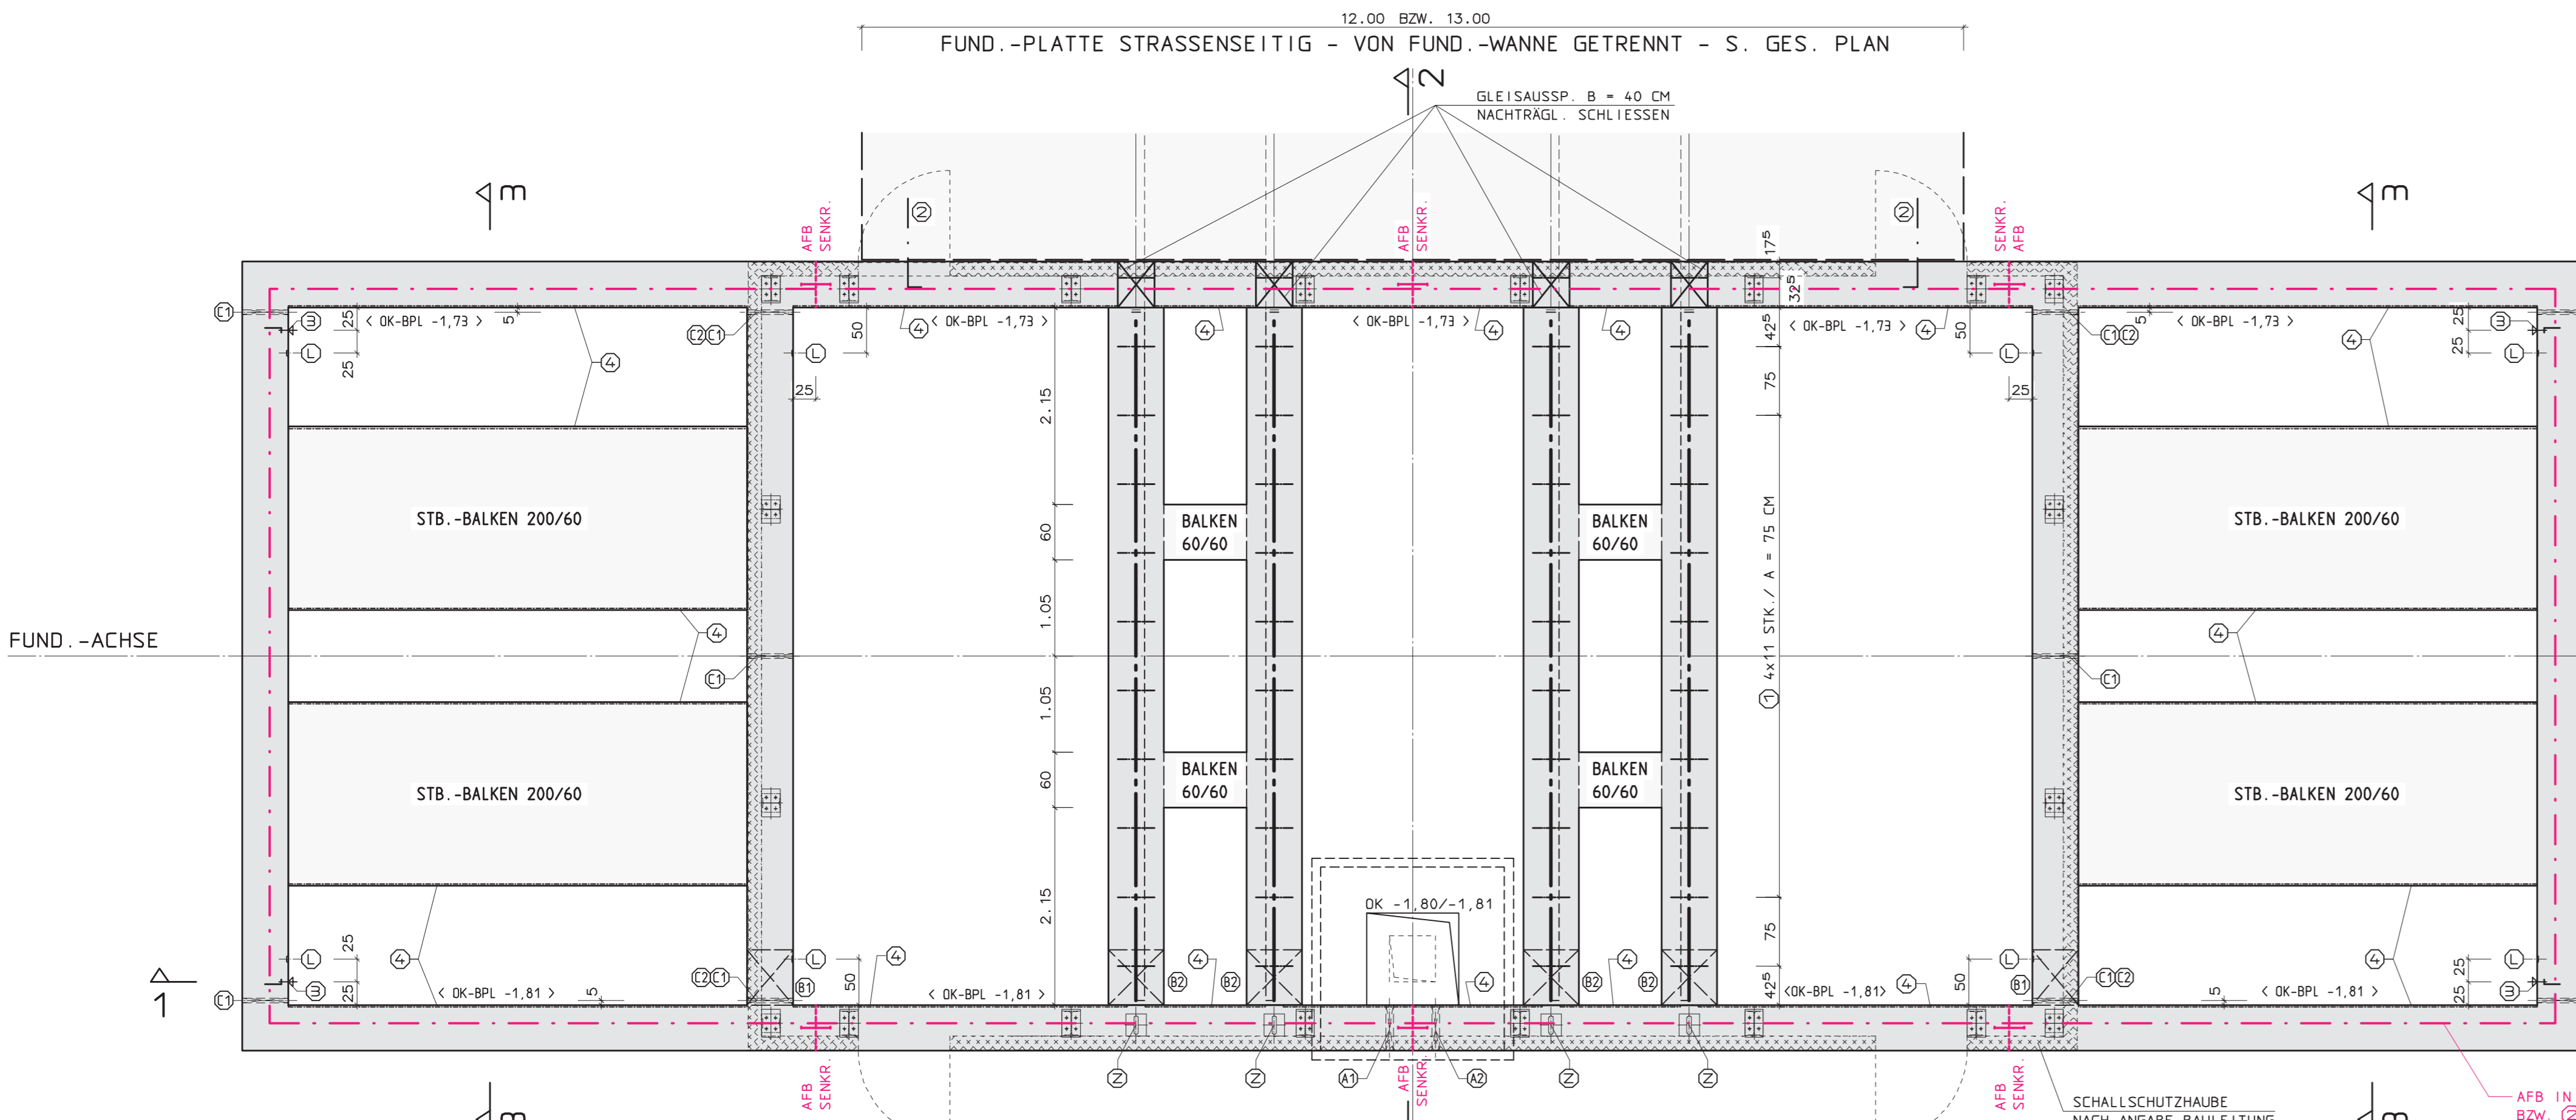 12.00 BZW. 13.00
FUND.-PLATTE STRASSENSEITIG - VON FUND.-WANNE GETRENNT - S. GES. PLAN
2
GLEISAUSSP. B = 40 CM
NACHTRÄGL. SCHLIESSEN
3
3
AFB
SENKR.
2
AFB
SENKR.
2
SENKR.
AFB
17⁵
32⁵
C1
3
25
25
L
< OK-BPL -1,73 >
5
4
C2 C1
L
25
50
4
< OK-BPL -1,73 >
2.15
4
< OK-BPL -1,73 >
4
4
42⁵
75
< OK-BPL -1,73 >
4
50
L
25
C1 C2
5
< OK-BPL -1,73 >
4
25
25
3
L
STB.-BALKEN 200/60
60
BALKEN
60/60
BALKEN
60/60
1 4x11 STK./ A = 75 CM
STB.-BALKEN 200/60
FUND.-ACHSE
4
C1
1.05
1.05
C1
4
STB.-BALKEN 200/60
60
BALKEN
60/60
BALKEN
60/60
STB.-BALKEN 200/60
2.15
OK -1,80/-1,81
75
42⁵
1
C1
L
3
25
25
4
< OK-BPL -1,81 >
5
C2 C1
B1
L
50
4
< OK-BPL -1,81 >
B2
4
B2
4
B2
4
B2
<OK-BPL -1,81>
4
50
L
B1
C1 C2
5
< OK-BPL -1,81 >
4
25
25
L
3
AFB
SENKR.
Z
Z
A1
AFB
SENKR.
A2
Z
Z
AFB
SENKR.
SCHALLSCHUTZHAUBE
NACH ANGABE BAULEITUNG
AFB IN
BZW. 2
3
3